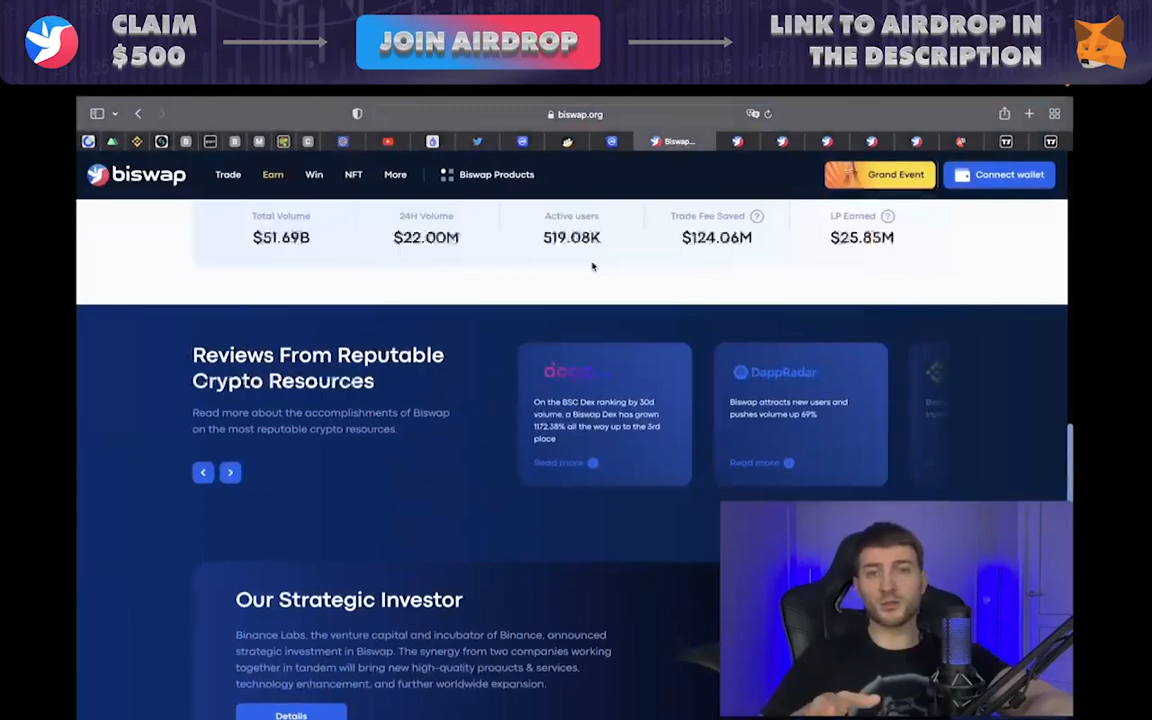 CLAIM
$500
JOIN AIRDROP
LINK TO AIRDROP IN
THE DESCRIPTION
biswap.org
Biswap...
biswap
Trade
Earn
Win
NFT
More
Biswap Products
Grand Event
Connect wallet
Total Volume
24H Volume
Active users
Trade Fee Saved ?
LP Earned ?
$51.69B
$22.00M
519.08K
$124.06M
$25.85M
Reviews From Reputable
Crypto Resources
Read more about the accomplishments of Biswap
on the most reputable crypto resources.
On the BSC Dex ranking by 30d
volume, a Biswap Dex has grown
1172.38% all the way up to the 3rd
place
Read more
DappRadar
Biswap attracts new users and
pushes volume up 69%
Read more
Our Strategic Investor
Binance Labs, the venture capital and incubator of Binance, announced
strategic investment in Biswap. The synergy from two companies working
together in tandem will bring new high-quality products & services,
technology enhancement, and further worldwide expansion.
Details